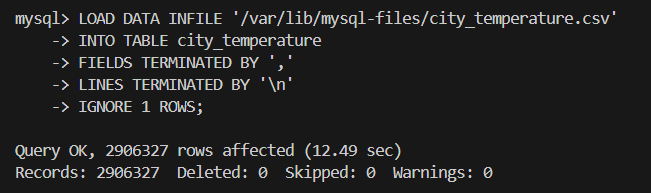 mysql> LOAD DATA INFILE '/var/lib/mysql-files/city_temperature.csv'
    -> INTO TABLE city_temperature
    -> FIELDS TERMINATED BY ','
    -> LINES TERMINATED BY '\n'
    -> IGNORE 1 ROWS;
Query OK, 2906327 rows affected (12.49 sec)
Records: 2906327  Deleted: 0  Skipped: 0  Warnings: 0